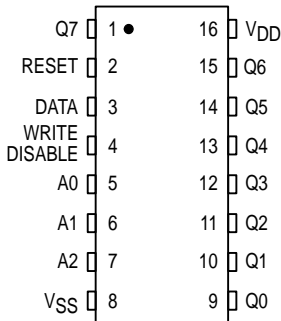 Q7 1 16 VDD
RESET 2 15 Q6
DATA 3 14 Q5
WRITE
DISABLE 4 13 Q4
A0 5 12 Q3
A1 6 11 Q2
A2 7 10 Q1
VSS 8 9 Q0